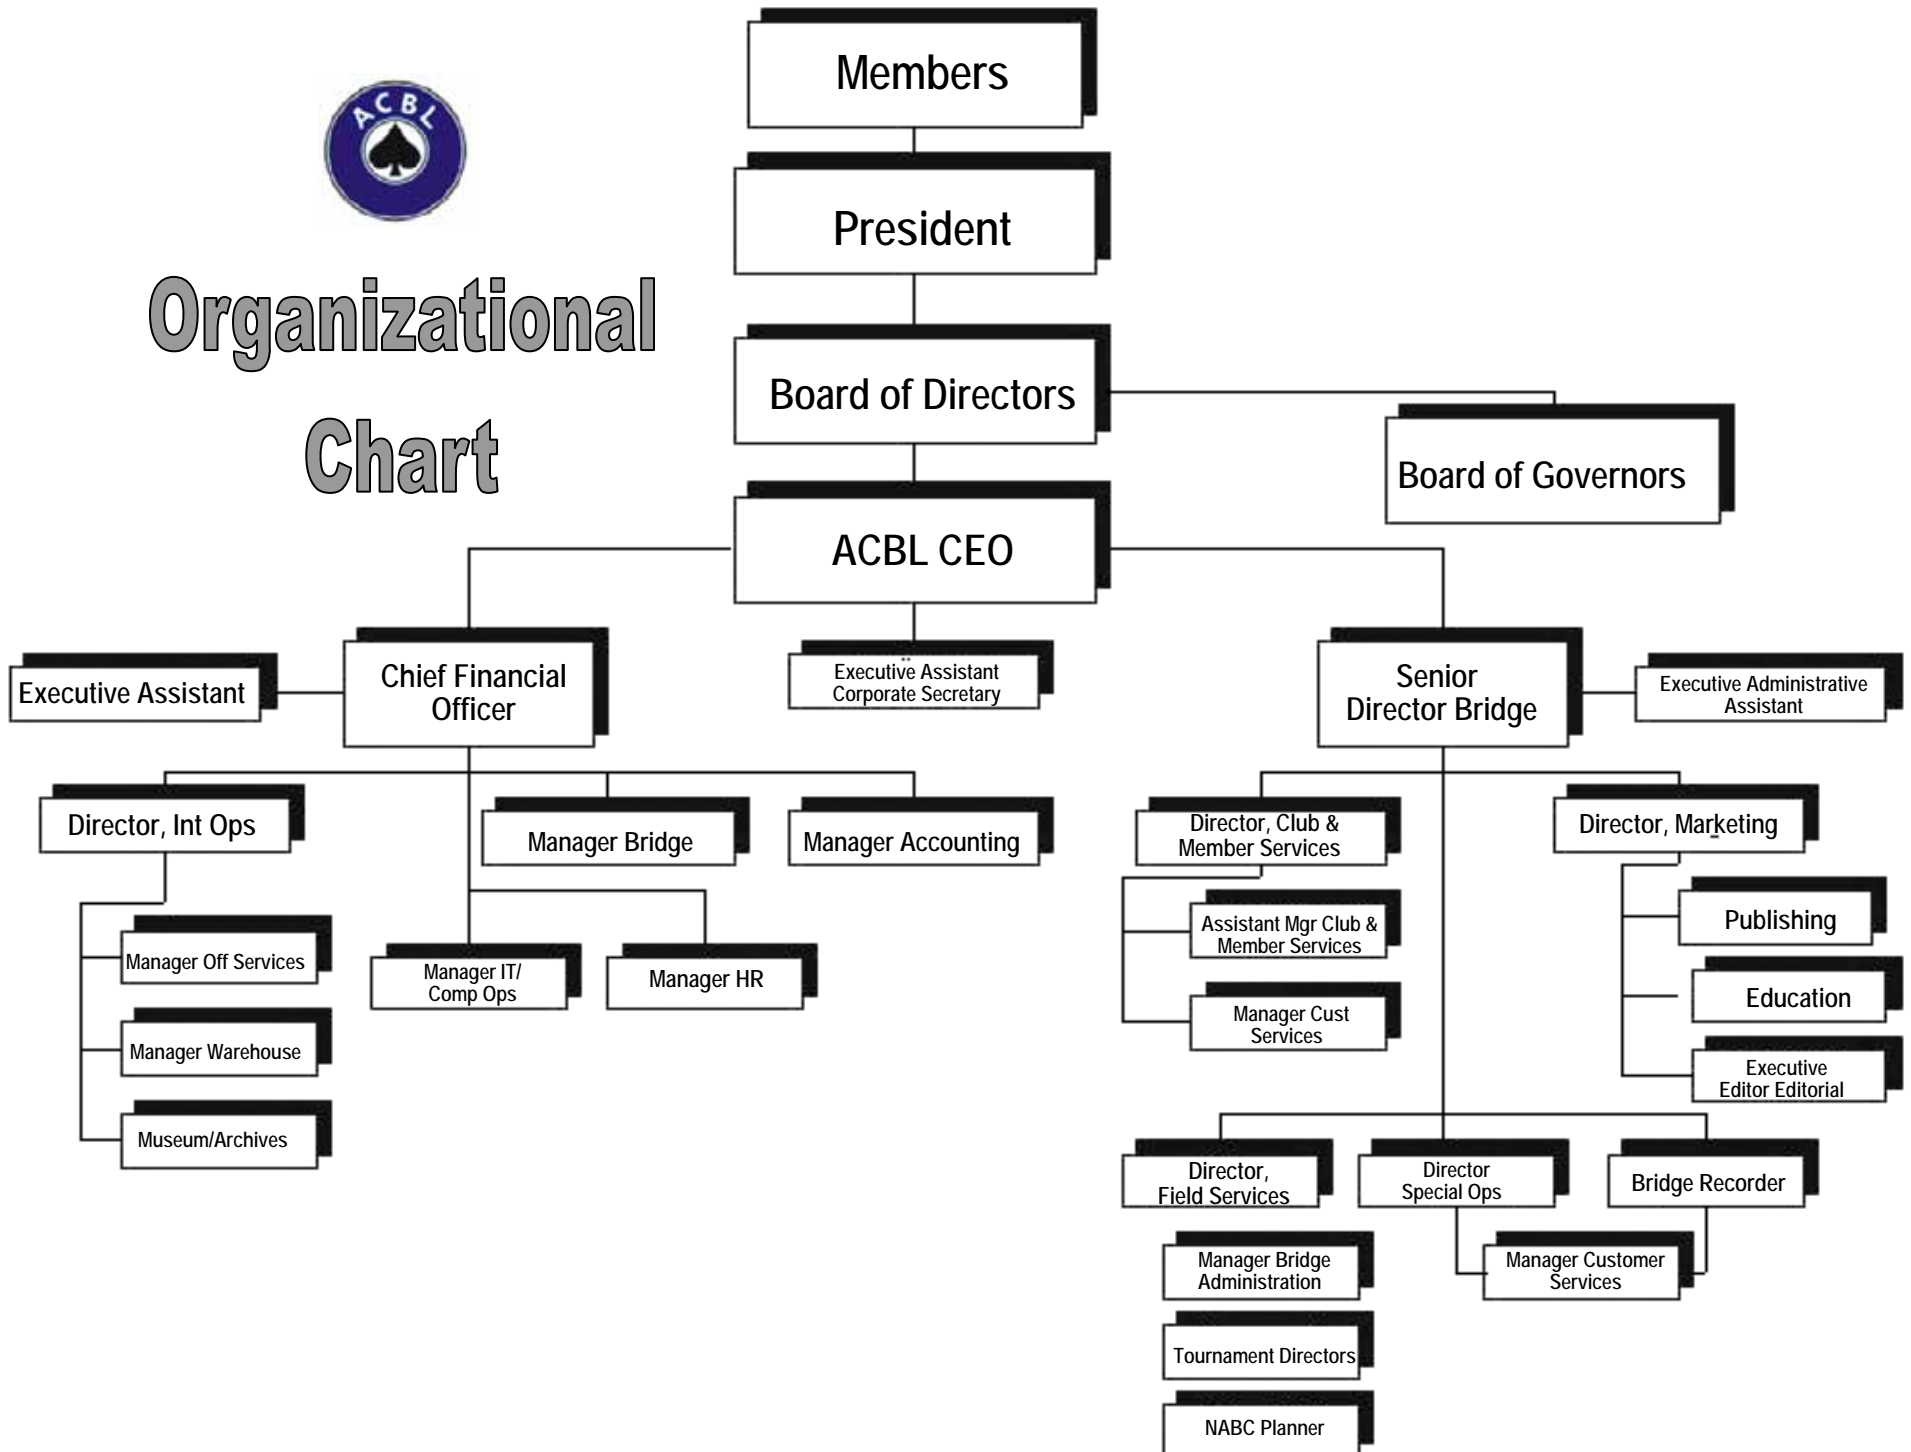 Members
ACBL
President
Organizational
Board of Directors
Chart
Board of Governors
ACBL CEO
Executive Assistant
Chief Financial
Officer
Executive Assistant
Corporate Secretary
Senior
Director Bridge
Executive Administrative
Assistant
Director, Int Ops
Manager Bridge
Manager Accounting
Director, Club &
Member Services
Director, Marketing
Manager Off Services
Manager IT/
Comp Ops
Manager HR
Assistant Mgr Club &
Member Services
Publishing
Manager Warehouse
Manager Cust
Services
Education
Executive
Editor Editorial
Museum/Archives
Director,
Field Services
Director
Special Ops
Bridge Recorder
Manager Bridge
Administration
Manager Customer
Services
Tournament Directors
NABC Planner